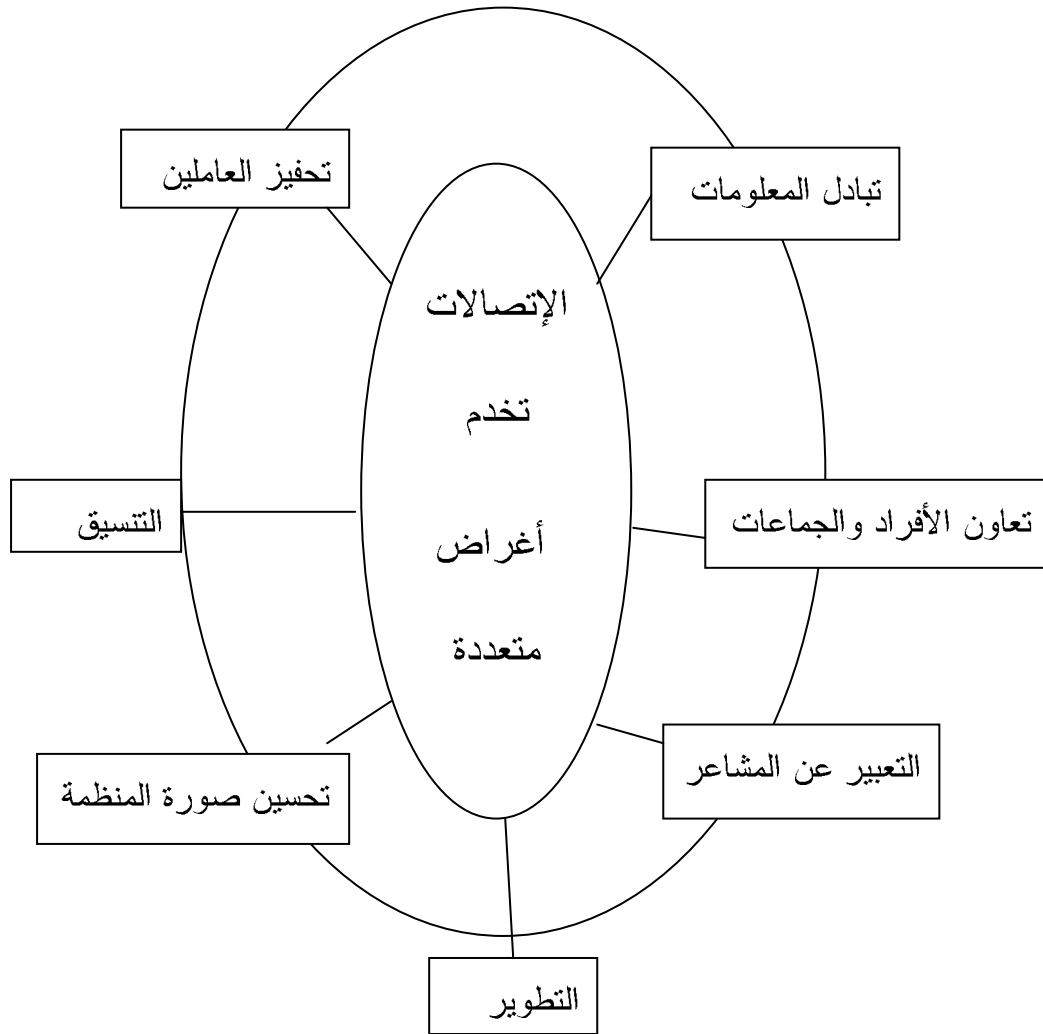 تحفيز العاملين
تبادل المعلومات
الإتصالات
تخدم
أغراض
متعددة
التنسيق
تعاون الأفراد والجماعات
تحسين صورة المنظمة
التعبير عن المشاعر
التطوير